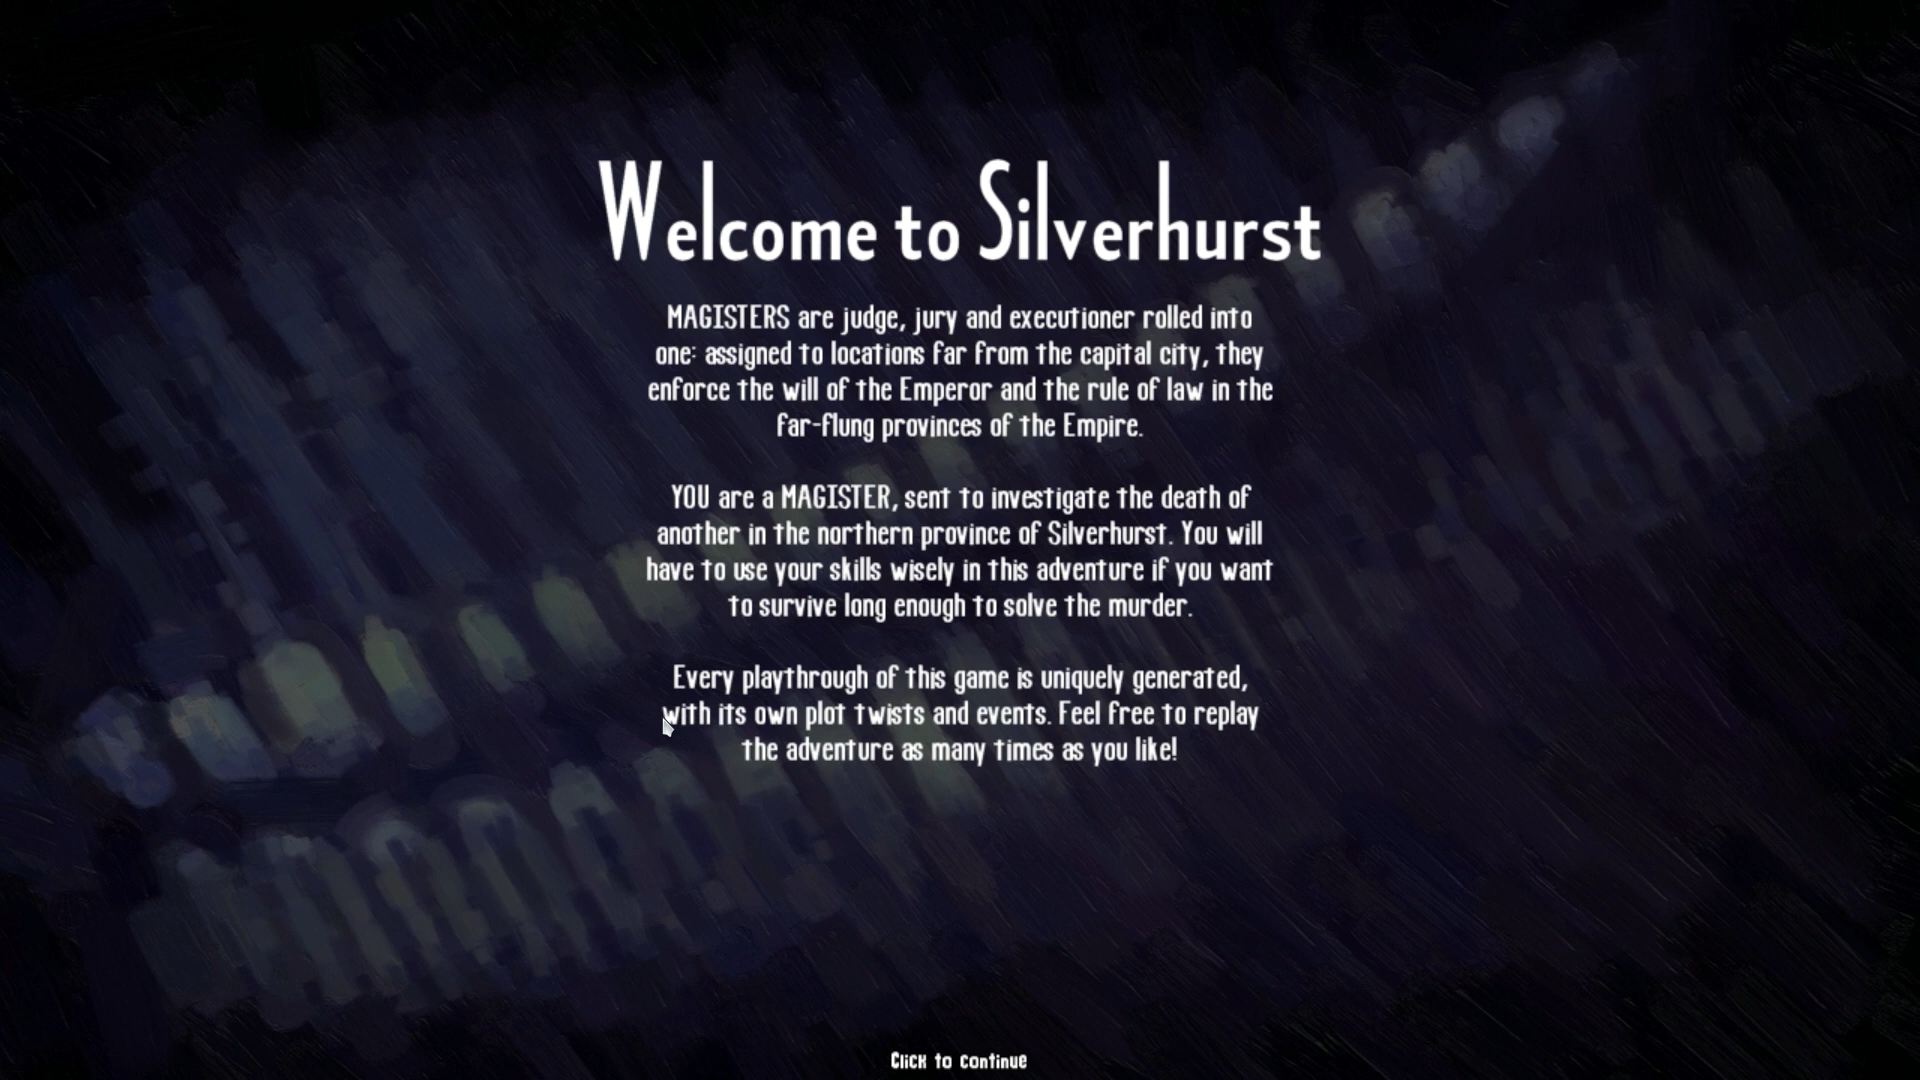 Welcome to Silverhurst
MAGISTERS are judge, jury and executioner rolled into
one: assigned to locations far from the capital city, they
enforce the will of the Emperor and the rule of law in the
far-flung provinces of the Empire.
YOU are a MAGISTER, sent to investigate the death of
another in the northern province of Silverhurst. You will
have to use your skills wisely in this adventure if you want
to survive long enough to solve the murder.
Every playthrough of this game is uniquely generated,
with its own plot twists and events. Feel free to replay
the adventure as many times as you like!
Click to continue